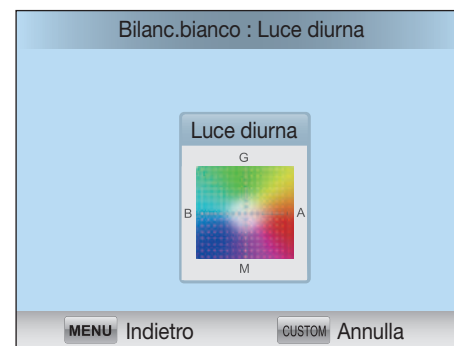 Bilanc.bianco : Luce diurna
Luce diurna
G
B A
M
MENU Indietro CUSTOM Annulla